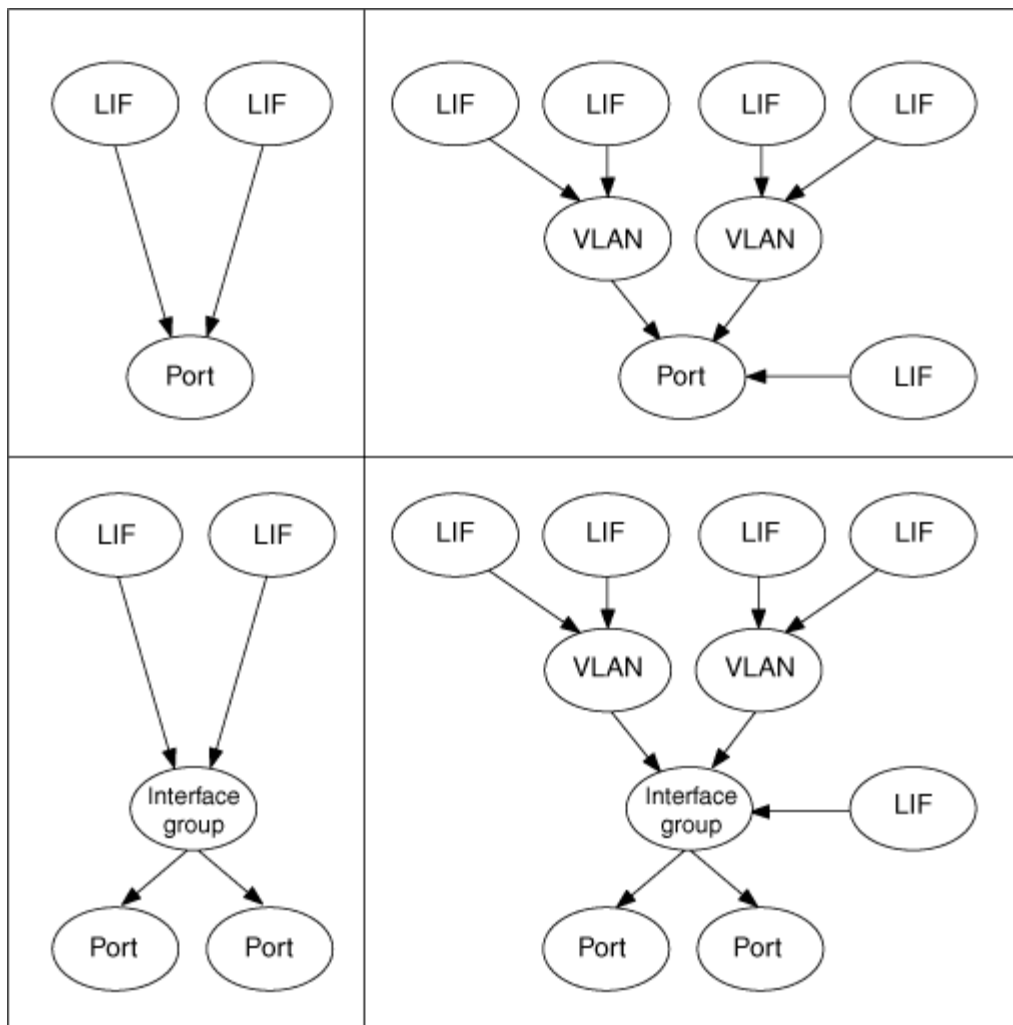 LIF LIF
Port
LIF LIF LIF LIF
VLAN VLAN
Port LIF
LIF LIF
Interface
group
Port Port
LIF LIF LIF LIF
VLAN VLAN
Interface
group
LIF
Port Port